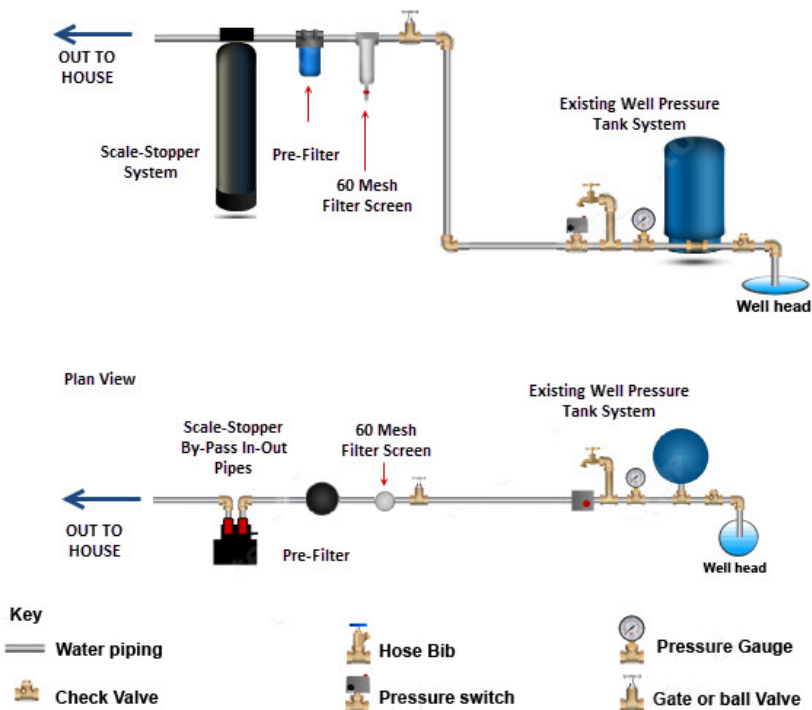 OUT TO
HOUSE
Scale-Stopper
System
Pre-Filter
60 Mesh
Filter Screen
Existing Well Pressure
Tank System
Well head
Plan View
Scale-Stopper
By-Pass In-Out
Pipes
60 Mesh
Filter Screen
Existing Well Pressure
Tank System
OUT TO
HOUSE
Pre-Filter
Well head
Key
Water piping
Hose Bib
Pressure Gauge
Check Valve
Pressure switch
Gate or ball Valve